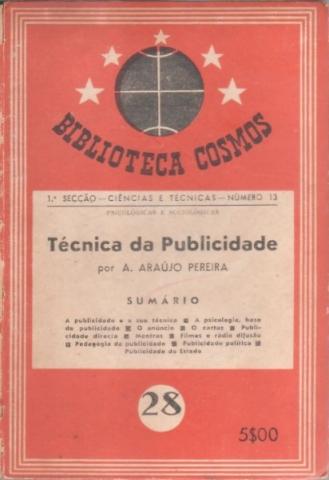 BIBLIOTECA COSMOS
1.ª SECÇÃO — CIÊNCIAS E TÉCNICAS — NÚMERO 13
PSICOLÓGICAS E SOCIOLÓGICAS
Técnica da Publicidade
por A. ARAÚJO PEREIRA
SUMÁRIO
A publicidade e a sua técnica ■ A psicologia, base
da publicidade ■ O anúncio ■ O cartaz ■ Publi-
cidade directa ■ Montras ■ Filmes e rádio difusão
■ Pedagogia da publicidade ■ Publicidade política ■
Publicidade do Estado
28
5$00